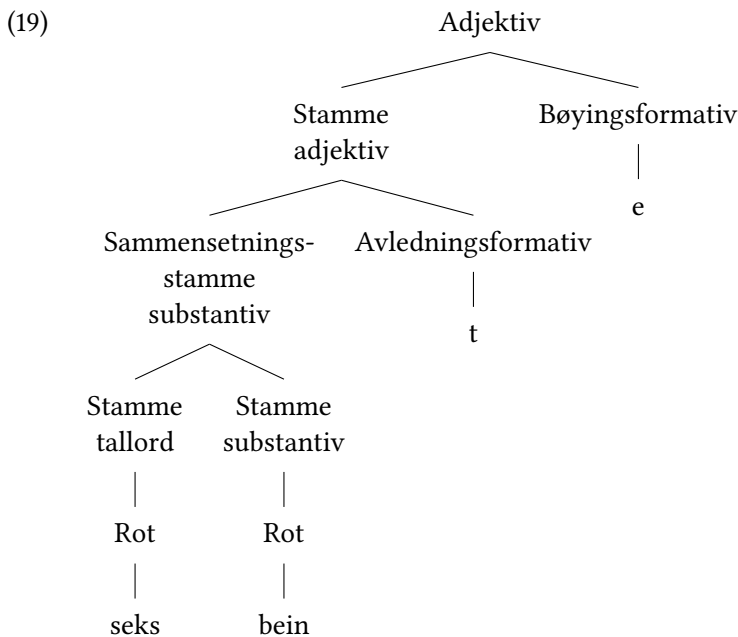 (19) Adjektiv
Stamme Bøyingsformativ
adjektiv
e
Sammensetnings- Avledningsformativ
stamme
substantiv t
Stamme Stamme
tallord substantiv
Rot Rot
seks bein